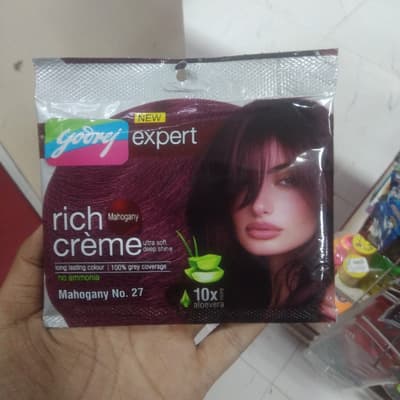 NEW
Godrej expert
Mahogany
rich
crème
ultra soft
deep shine
long lasting colour | 100% grey coverage
no ammonia
Mahogany No. 27
10x
aloevera